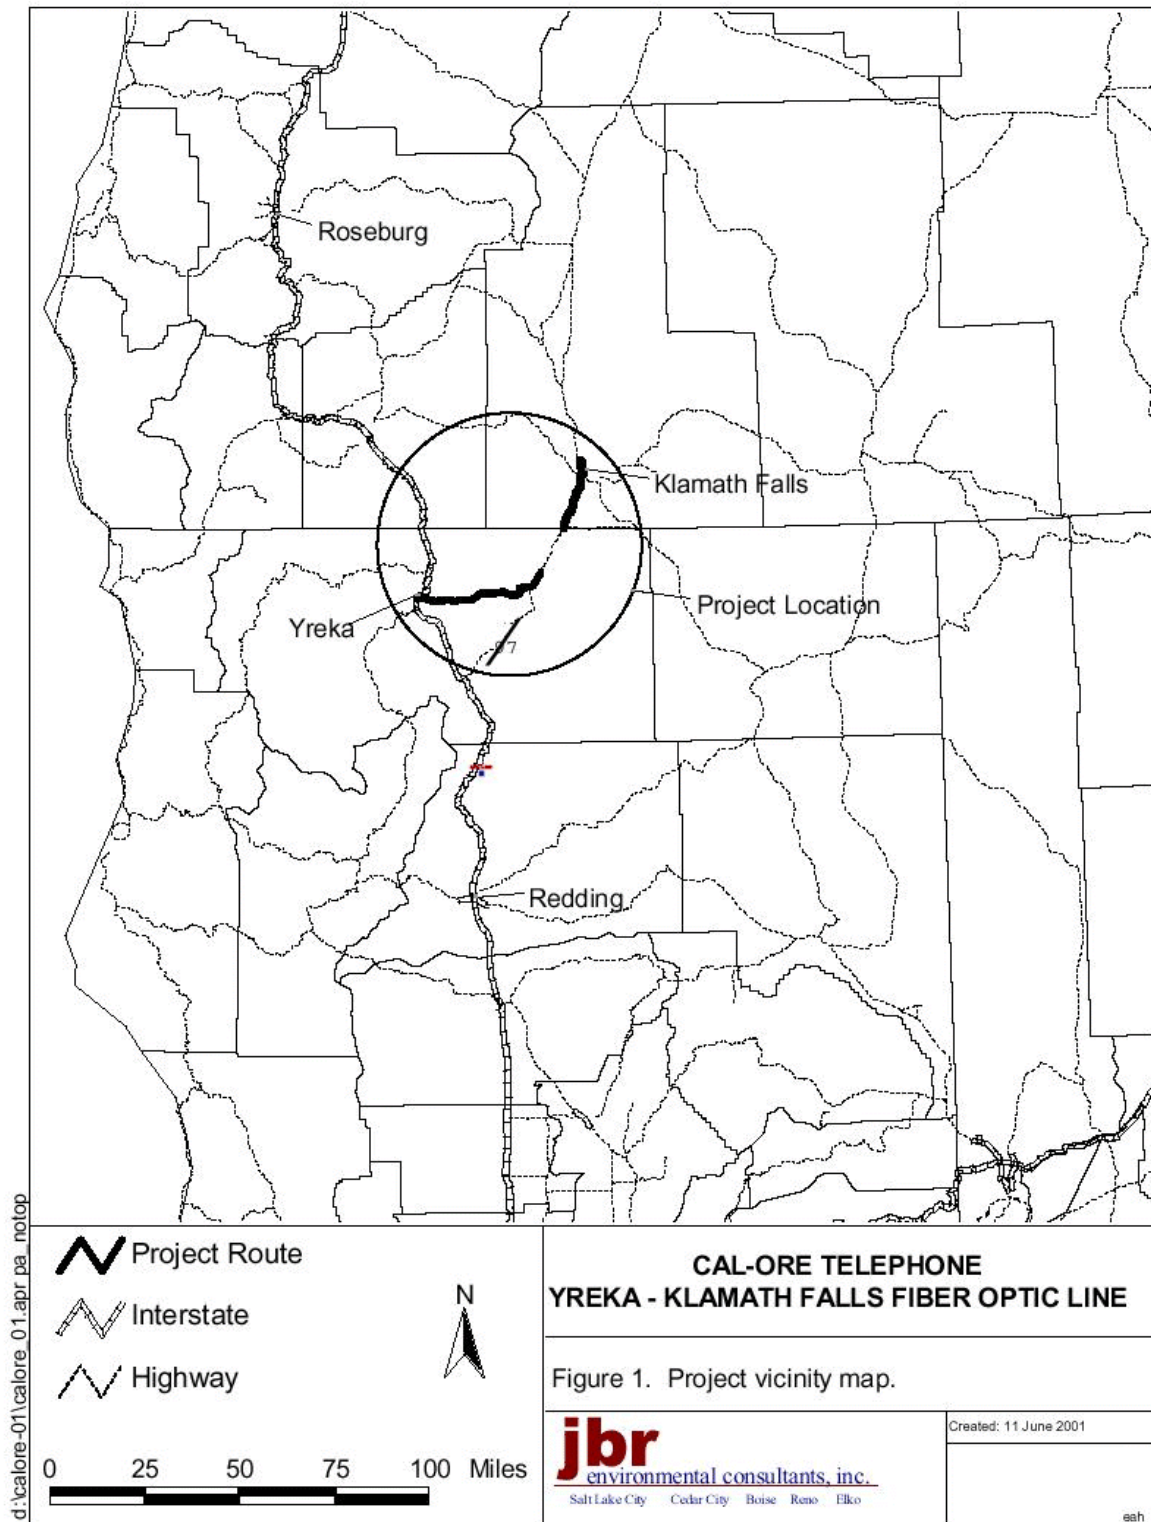 Roseburg
Klamath Falls
Project Location
Yreka
Redding
d:\calore-01\calore_01.apr pa_notop
Project Route
Interstate
Highway
N
0 25 50 75 100 Miles
CAL-ORE TELEPHONE
YREKA - KLAMATH FALLS FIBER OPTIC LINE
Figure 1. Project vicinity map.
jbr
environmental consultants, inc.
Salt Lake City Cedar City Boise Reno Elko
Created: 11 June 2001
eah